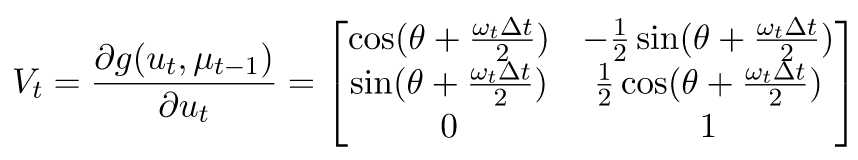 V_t = \frac{\partial g(u_t, \mu_{t-1})}{\partial u_t} = \begin{bmatrix} \cos(\theta + \frac{\omega_t \Delta t}{2}) & -\frac{1}{2} \sin(\theta + \frac{\omega_t \Delta t}{2}) \\ \sin(\theta + \frac{\omega_t \Delta t}{2}) & \frac{1}{2} \cos(\theta + \frac{\omega_t \Delta t}{2}) \\ 0 & 1 \end{bmatrix}